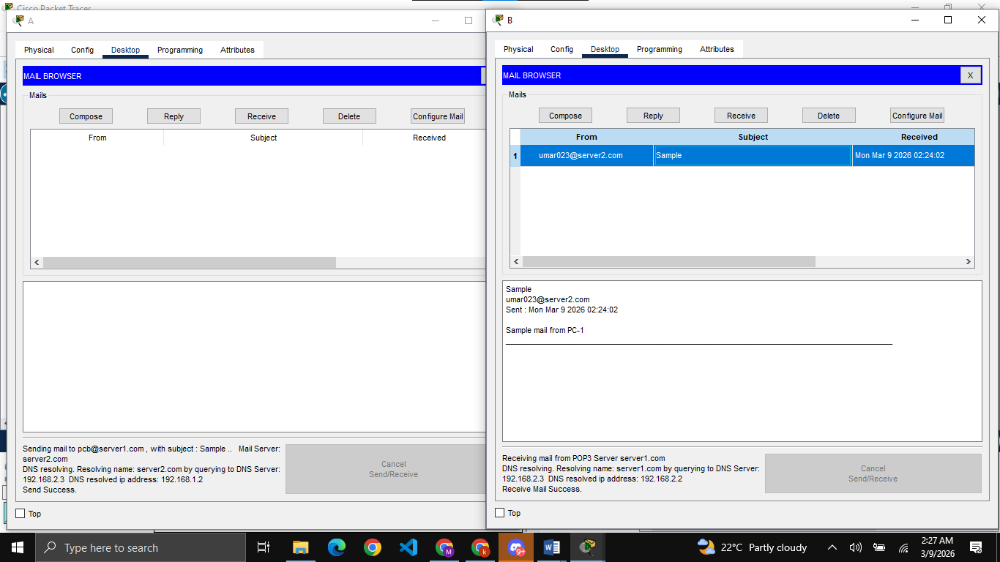 Cisco Packet Tracer
A
Physical Config Desktop Programming Attributes
MAIL BROWSER
Mails
Compose Reply Receive Delete Configure Mail
From Subject Received
Sending mail to pcb@server1.com , with subject : Sample .. Mail Server:
server2.com
DNS resolving. Resolving name: server2.com by querying to DNS Server:
192.168.2.3 DNS resolved ip address: 192.168.1.2
Send Success.
Cancel
Send/Receive
Top
B
Physical Config Desktop Programming Attributes
MAIL BROWSER
X
Mails
Compose Reply Receive Delete Configure Mail
From Subject Received
1 umar023@server2.com Sample Mon Mar 9 2026 02:24:02
Sample
umar023@server2.com
Sent : Mon Mar 9 2026 02:24:02
Sample mail from PC-1
Receiving mail from POP3 Server server1.com
DNS resolving. Resolving name: server1.com by querying to DNS Server:
192.168.2.3 DNS resolved ip address: 192.168.2.2
Receive Mail Success.
Cancel
Send/Receive
Top
Type here to search
M
k
9+
22°C Partly cloudy
2:27 AM
3/9/2026